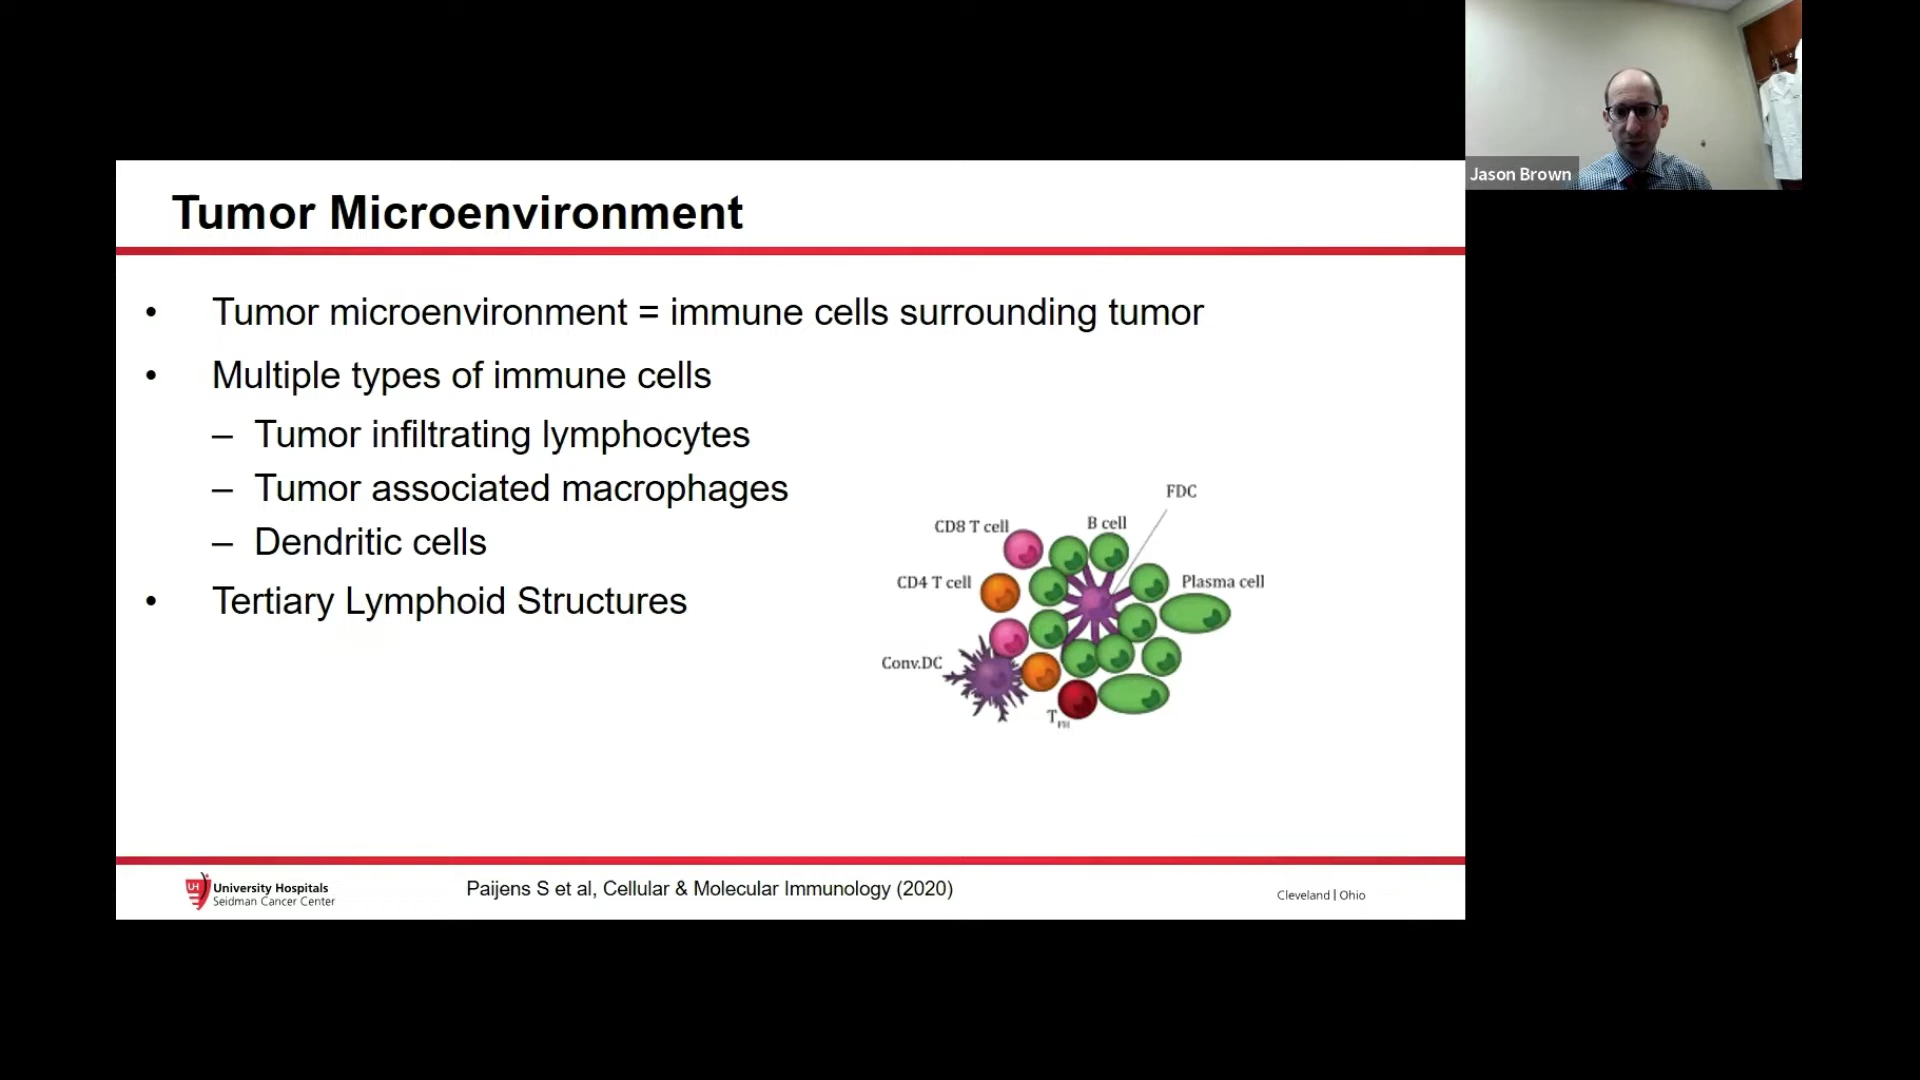 Jason Brown
Tumor Microenvironment
• Tumor microenvironment = immune cells surrounding tumor
• Multiple types of immune cells
– Tumor infiltrating lymphocytes
– Tumor associated macrophages
– Dendritic cells
• Tertiary Lymphoid Structures
FDC
CD8 T cell
B cell
CD4 T cell
Plasma cell
Conv.DC
TFH
UH
University Hospitals
Seidman Cancer Center
Paijens S et al, Cellular & Molecular Immunology (2020)
Cleveland | Ohio